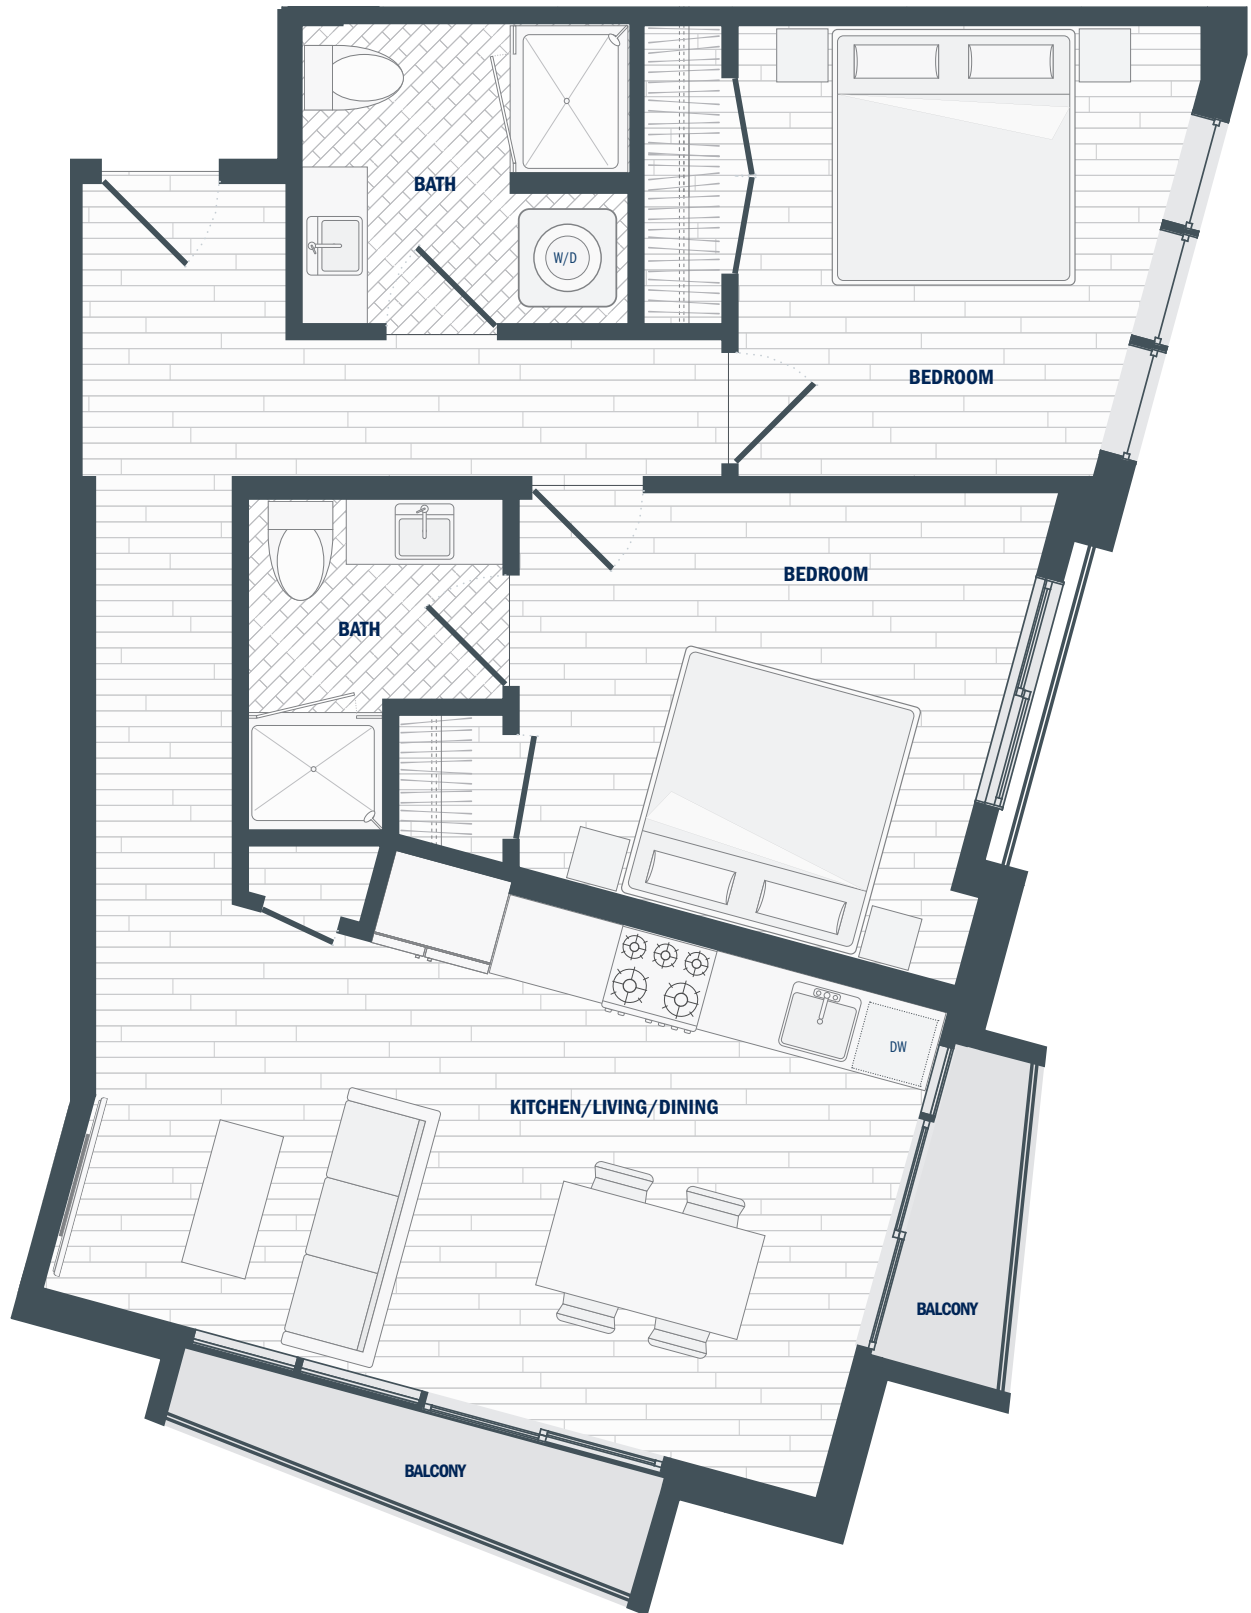 BATH
W/D
BEDROOM
BEDROOM
BATH
DW
KITCHEN/LIVING/DINING
BALCONY
BALCONY